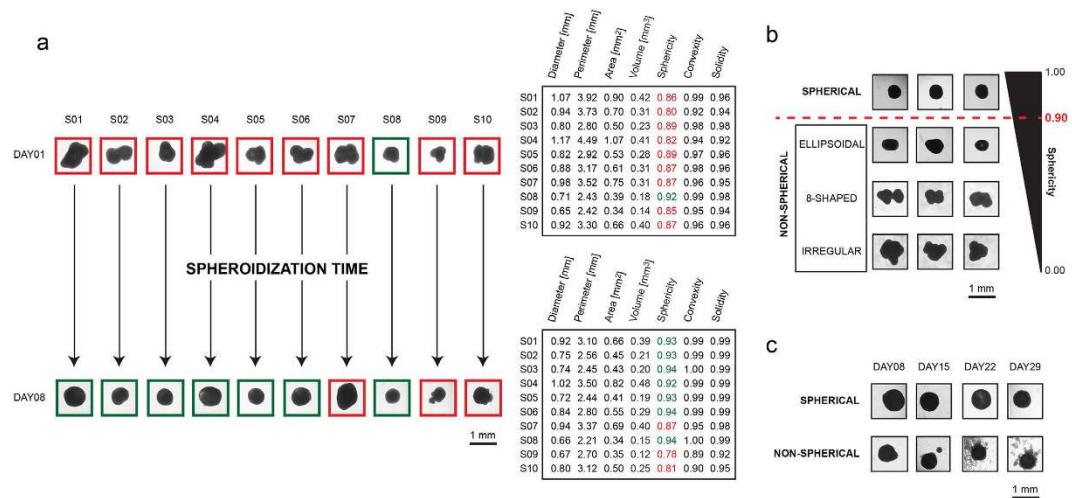 a
Diameter [mm] Perimeter [mm] Area [mm²] Volume [mm³] Sphericity Convexity Solidity
S01 1.07 3.92 0.90 0.42 0.86 0.99 0.96
S02 0.94 3.73 0.70 0.31 0.80 0.92 0.94
S03 0.80 2.80 0.50 0.23 0.89 0.98 0.98
S04 1.17 4.49 1.07 0.41 0.82 0.94 0.92
S05 0.82 2.92 0.53 0.28 0.89 0.97 0.96
S06 0.88 3.17 0.61 0.31 0.87 0.98 0.96
S07 0.98 3.52 0.75 0.31 0.87 0.96 0.95
S08 0.71 2.43 0.39 0.18 0.92 0.99 0.98
S09 0.65 2.42 0.34 0.14 0.85 0.95 0.94
S10 0.92 3.30 0.66 0.40 0.87 0.96 0.96
S01 S02 S03 S04 S05 S06 S07 S08 S09 S10
DAY01
SPHEROIDIZATION TIME
Diameter [mm] Perimeter [mm] Area [mm²] Volume [mm³] Sphericity Convexity Solidity
S01 0.92 3.10 0.66 0.39 0.93 0.99 0.99
S02 0.75 2.56 0.45 0.21 0.93 0.99 0.99
S03 0.74 2.45 0.43 0.20 0.94 1.00 0.99
S04 1.02 3.50 0.82 0.48 0.92 0.99 0.99
S05 0.72 2.44 0.41 0.19 0.93 0.99 0.99
S06 0.84 2.80 0.55 0.29 0.94 0.99 0.99
S07 0.94 3.37 0.69 0.40 0.87 0.95 0.98
S08 0.66 2.21 0.34 0.15 0.94 1.00 0.99
S09 0.67 2.70 0.35 0.12 0.78 0.89 0.92
S10 0.80 3.12 0.50 0.25 0.81 0.90 0.95
DAY08
1 mm
b
SPHERICAL
1.00
0.90
NON-SPHERICAL
ELLIPSOIDAL
8-SHAPED
IRREGULAR
Sphericity
0.00
1 mm
c
DAY08 DAY15 DAY22 DAY29
SPHERICAL
NON-SPHERICAL
1 mm